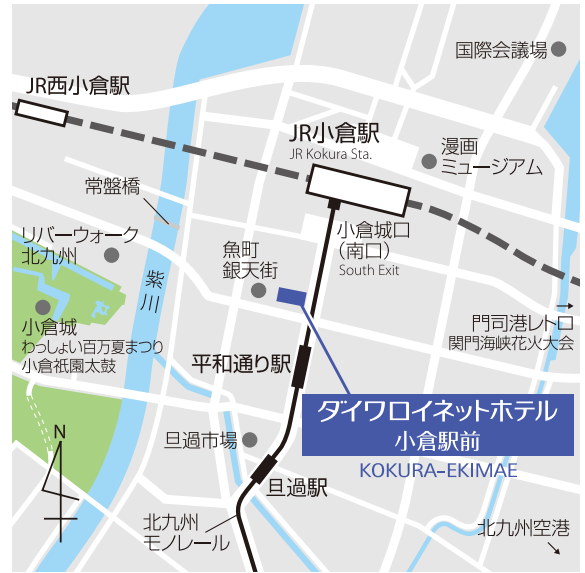 国際会議場
JR西小倉駅
JR小倉駅
JR Kokura Sta.
漫画
ミュージアム
常盤橋
小倉城口
(南口)
South Exit
リバーウォーク
北九州
魚町
銀天街
紫川
小倉城
わっしょい百万夏まつり
小倉祇園太鼓
→
門司港レトロ
関門海峡花火大会
平和通り駅
ダイワロイネットホテル
小倉駅前
KOKURA-EKIMAE
旦過市場
旦過駅
N
北九州
モノレール
北九州空港
↘